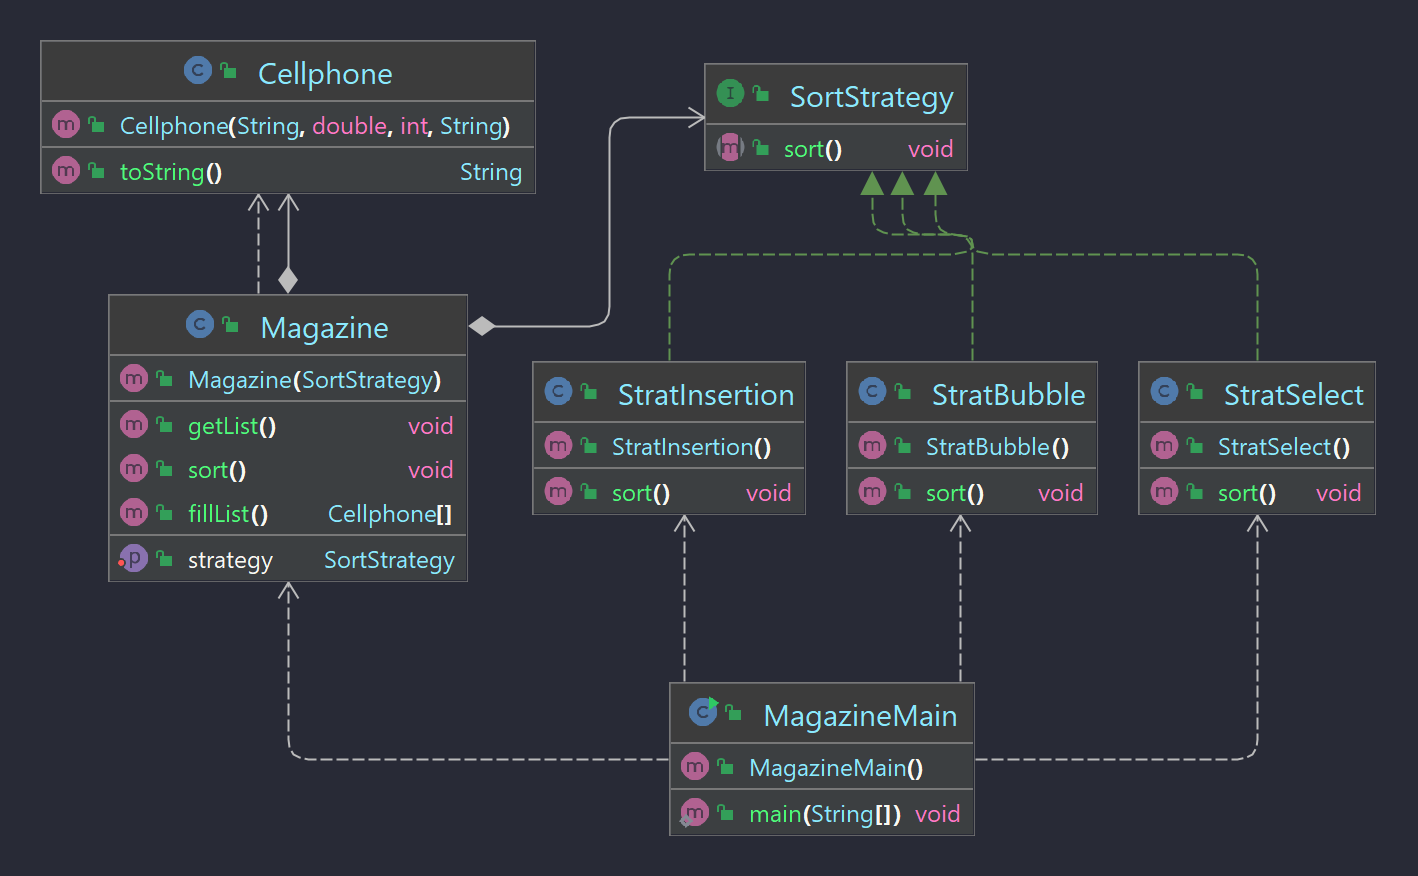 Cellphone
Cellphone(String, double, int, String)
toString() String
SortStrategy
sort() void
Magazine
Magazine(SortStrategy)
getList() void
sort() void
fillList() Cellphone[]
strategy SortStrategy
StratInsertion
StratInsertion()
sort() void
StratBubble
StratBubble()
sort() void
StratSelect
StratSelect()
sort() void
MagazineMain
MagazineMain()
main(String[]) void